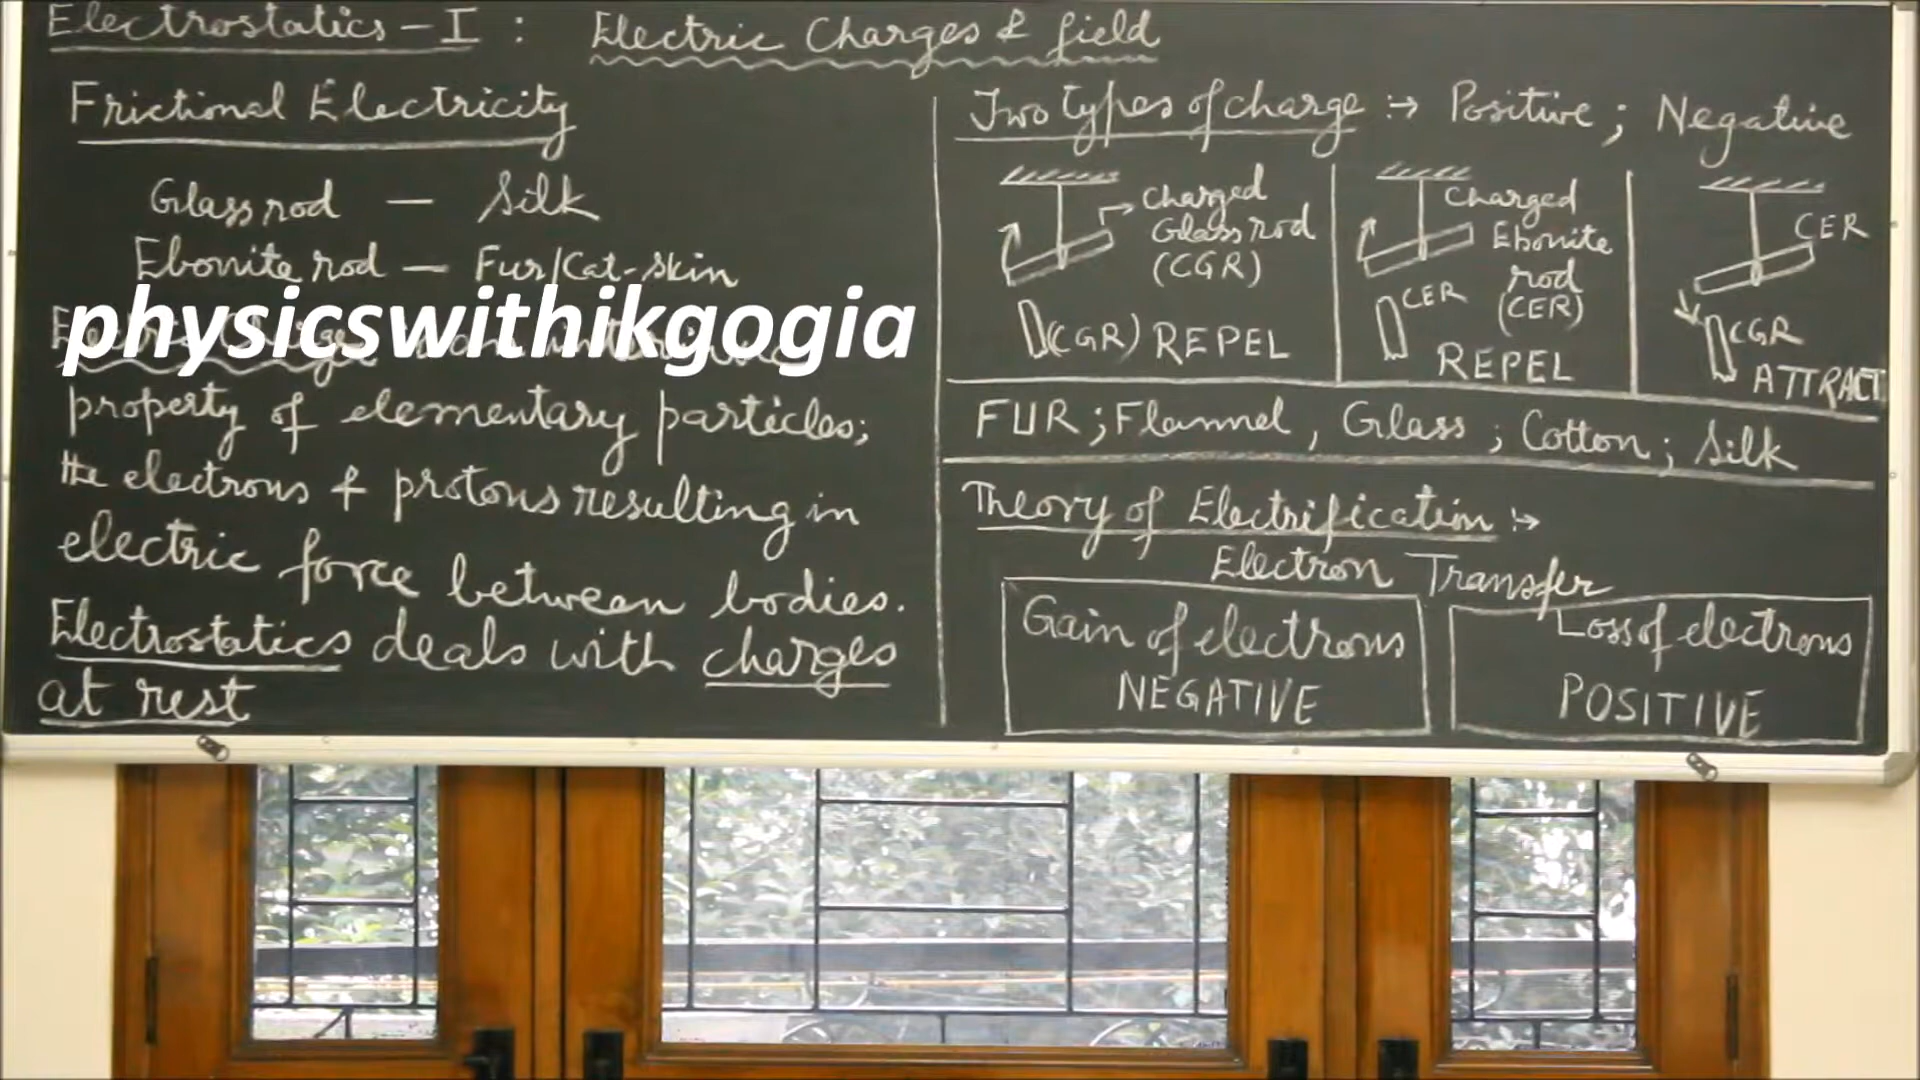 Electrostatics - I : Electric Charges & field
Frictional Electricity
Glass rod — Silk
Ebonite rod — Fur/Cat-skin
physicswithikgogia
Electric Charge
property of elementary particles;
the electrons & protons resulting in
electric force between bodies.
Electrostatics deals with charges
at rest
Two types of charge :→ Positive ; Negative
Charged
Glass rod
(CGR)
(CGR) REPEL
Charged
Ebonite
rod
(CER)
CER
REPEL
CER
CGR
ATTRACT
FUR ; Flannel , Glass ; Cotton ; Silk
Theory of Electrification :→
Electron Transfer
Gain of electrons
NEGATIVE
Loss of electrons
POSITIVE